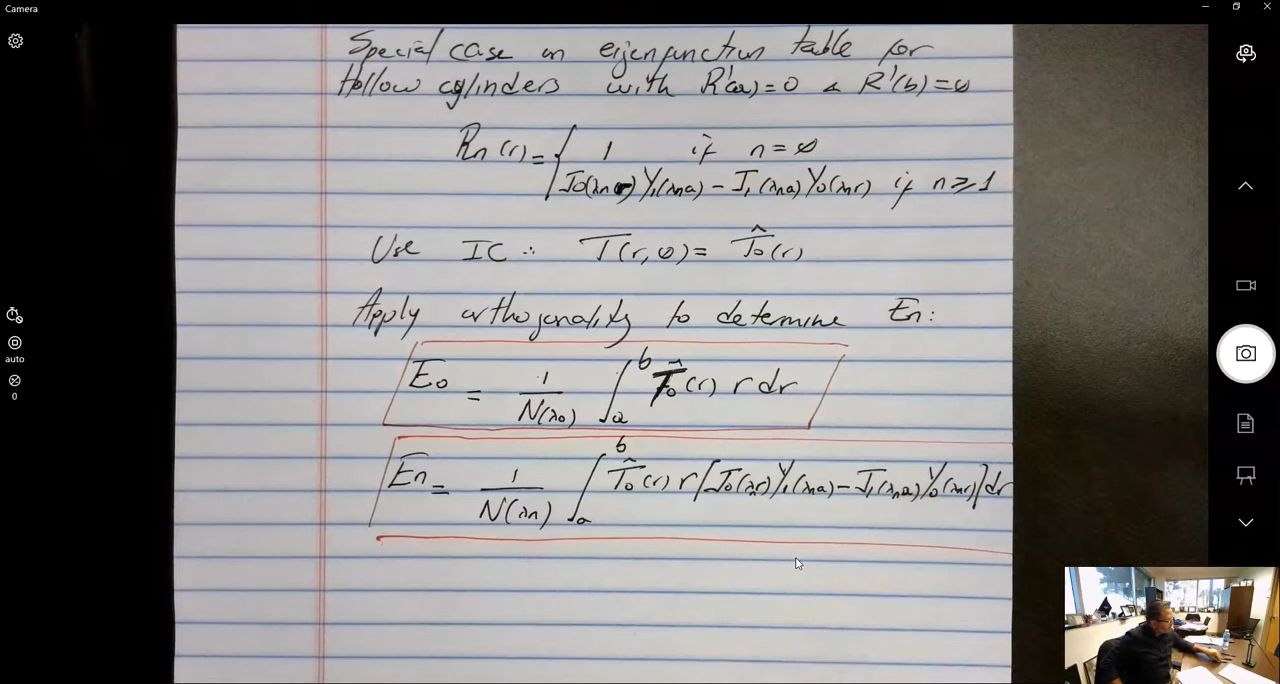 Camera
Special case on eigenfunction table for
Hollow cylinders with R'(a)=0 & R'(b)=0
Rn(r)= { 1 if n=0
J0(λnr)Y1(λna) - J1(λna)Y0(λnr) if n≥1
Use IC: T(r,0)= T̂0(r)
Apply orthogonality to determine En:
E0 = 1/N(λ0) ∫_a^b T̂0(r) r dr
En = 1/N(λn) ∫_a^b T̂0(r) r [J0(λnr)Y1(λna) - J1(λna)Y0(λnr)] dr
auto
0